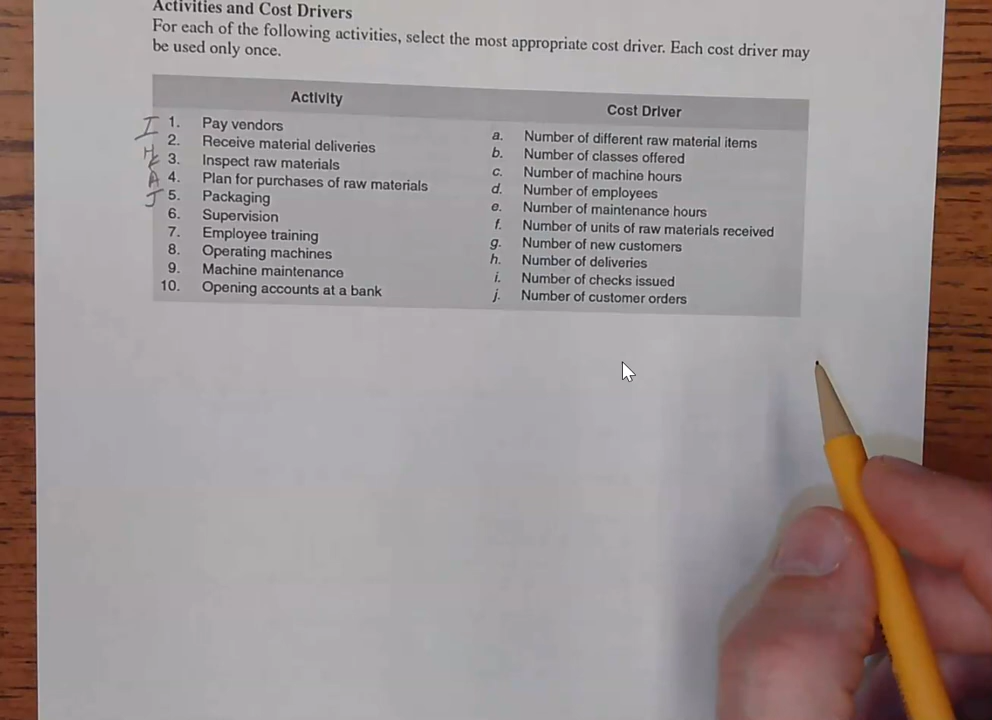 Activities and Cost Drivers
For each of the following activities, select the most appropriate cost driver. Each cost driver may
be used only once.
Activity Cost Driver
I 1. Pay vendors
H 2. Receive material deliveries
3. Inspect raw materials
A 4. Plan for purchases of raw materials
J 5. Packaging
6. Supervision
7. Employee training
8. Operating machines
9. Machine maintenance
10. Opening accounts at a bank
a. Number of different raw material items
b. Number of classes offered
c. Number of machine hours
d. Number of employees
e. Number of maintenance hours
f. Number of units of raw materials received
g. Number of new customers
h. Number of deliveries
i. Number of checks issued
j. Number of customer orders